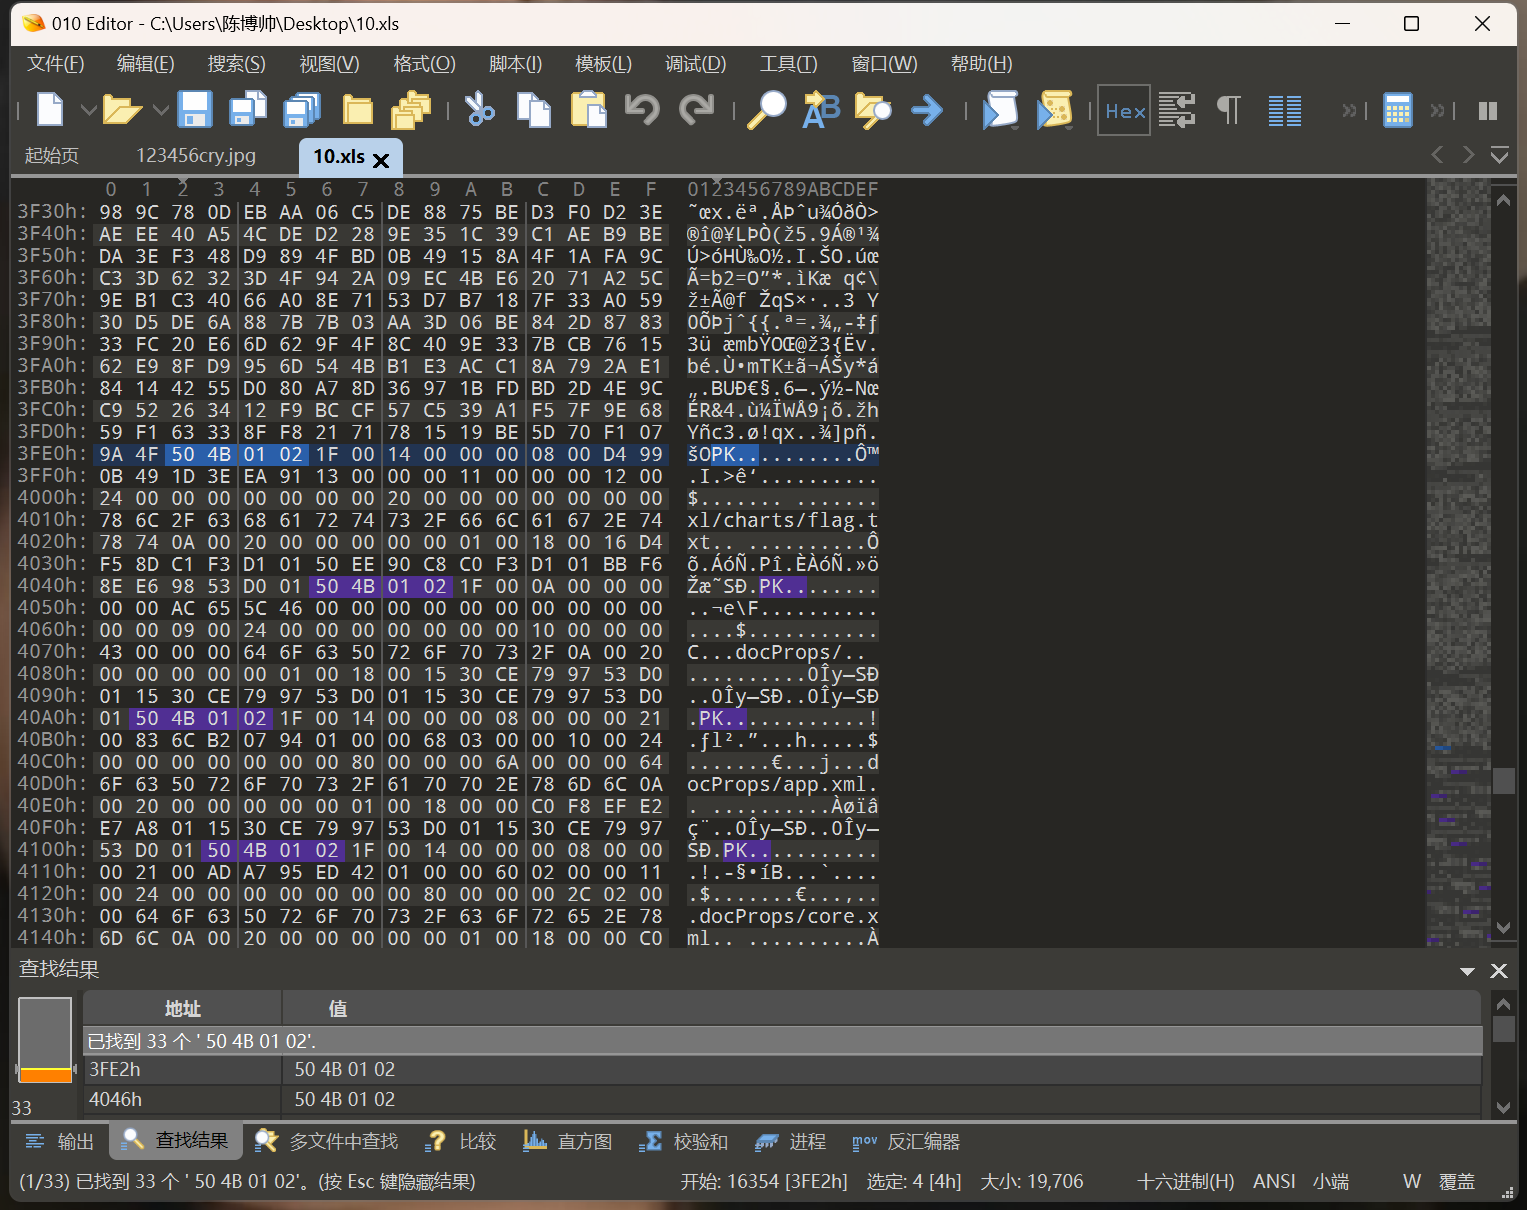 010 Editor - C:\Users\陈博帅\Desktop\10.xls
文件(F) 编辑(E) 搜索(S) 视图(V) 格式(O) 脚本(I) 模板(L) 调试(D) 工具(T) 窗口(W) 帮助(H)
Hex
起始页 123456cry.jpg 10.xls
0 1 2 3 4 5 6 7 8 9 A B C D E F 0123456789ABCDEF
3F30h: 98 9C 78 0D EB AA 06 C5 DE 88 75 BE D3 F0 D2 3E ˜œx.ëª.ÅÞˆu¾ÓðÒ>
3F40h: AE EE 40 A5 4C DE D2 28 9E 35 1C 39 C1 AE B9 BE ®î@¥LÞÒ(ž5.9Á®¹¾
3F50h: DA 3E F3 48 D9 89 4F BD 0B 49 15 8A 4F 1A FA 9C Ú>óHÙ‰O½.I.ŠO.úœ
3F60h: C3 3D 62 32 3D 4F 94 2A 09 EC 4B E6 20 71 A2 5C Ã=b2=O”*.ìKæ q¢\
3F70h: 9E B1 C3 40 66 A0 8E 71 53 D7 B7 18 7F 33 A0 59 ž±Ã@f ŽqS×·..3 Y
3F80h: 30 D5 DE 6A 88 7B 7B 03 AA 3D 06 BE 84 2D 87 83 0ÕÞjˆ{{.ª=.¾„-‡ƒ
3F90h: 33 FC 20 E6 6D 62 9F 4F 8C 40 9E 33 7B CB 76 15 3ü æmbŸOŒ@ž3{Ëv.
3FA0h: 62 E9 8F D9 95 6D 54 4B B1 E3 AC C1 8A 79 2A E1 bé.Ù•mTK±ã¬ÁŠy*á
3FB0h: 84 14 42 55 D0 80 A7 8D 36 97 1B FD BD 2D 4E 9C „.BUÐ€§.6—.ý½-Nœ
3FC0h: C9 52 26 34 12 F9 BC CF 57 C5 39 A1 F5 7F 9E 68 ÉR&4.ù¼ÏWÅ9¡õ.žh
3FD0h: 59 F1 63 33 8F F8 21 71 78 15 19 BE 5D 70 F1 07 Yñc3.ø!qx..¾]pñ.
3FE0h: 9A 4F 50 4B 01 02 1F 00 14 00 00 00 08 00 D4 99 šOPK..........Ô™
3FF0h: 0B 49 1D 3E EA 91 13 00 00 00 11 00 00 00 12 00 .I.>ê‘..........
4000h: 24 00 00 00 00 00 00 00 20 00 00 00 00 00 00 00 $....... .......
4010h: 78 6C 2F 63 68 61 72 74 73 2F 66 6C 61 67 2E 74 xl/charts/flag.t
4020h: 78 74 0A 00 20 00 00 00 00 00 01 00 18 00 16 D4 xt.. ..........Ô
4030h: F5 8D C1 F3 D1 01 50 EE 90 C8 C0 F3 D1 01 BB F6 õ.ÁóÑ.Pî.ÈÀóÑ.»ö
4040h: 8E E6 98 53 D0 01 50 4B 01 02 1F 00 0A 00 00 00 Žæ˜SÐ.PK........
4050h: 00 00 AC 65 5C 46 00 00 00 00 00 00 00 00 00 00 ..¬e\F..........
4060h: 00 00 09 00 24 00 00 00 00 00 00 00 10 00 00 00 ....$...........
4070h: 43 00 00 00 64 6F 63 50 72 6F 70 73 2F 0A 00 20 C...docProps/..
4080h: 00 00 00 00 00 01 00 18 00 15 30 CE 79 97 53 D0 ..........0Îy—SÐ
4090h: 01 15 30 CE 79 97 53 D0 01 15 30 CE 79 97 53 D0 ..0Îy—SÐ..0Îy—SÐ
40A0h: 01 50 4B 01 02 1F 00 14 00 00 00 08 00 00 00 21 .PK............!
40B0h: 00 83 6C B2 07 94 01 00 00 68 03 00 00 10 00 24 .ƒl².”...h.....$
40C0h: 00 00 00 00 00 00 00 80 00 00 00 6A 00 00 00 64 .......€...j...d
40D0h: 6F 63 50 72 6F 70 73 2F 61 70 70 2E 78 6D 6C 0A ocProps/app.xml.
40E0h: 00 20 00 00 00 00 00 01 00 18 00 00 C0 F8 EF E2 . ..........Àøïâ
40F0h: E7 A8 01 15 30 CE 79 97 53 D0 01 15 30 CE 79 97 ç¨..0Îy—SÐ..0Îy—
4100h: 53 D0 01 50 4B 01 02 1F 00 14 00 00 00 08 00 00 SÐ.PK...........
4110h: 00 21 00 AD A7 95 ED 42 01 00 00 60 02 00 00 11 .!.-§•íB...`....
4120h: 00 24 00 00 00 00 00 00 00 80 00 00 00 2C 02 00 .$.......€...,..
4130h: 00 64 6F 63 50 72 6F 70 73 2F 63 6F 72 65 2E 78 .docProps/core.x
4140h: 6D 6C 0A 00 20 00 00 00 00 00 01 00 18 00 00 C0 ml.. ..........À
查找结果
地址 值
已找到 33 个 ' 50 4B 01 02'.
3FE2h 50 4B 01 02
4046h 50 4B 01 02
33
输出 查找结果 多文件中查找 比较 直方图 校验和 进程 反汇编器
(1/33) 已找到 33 个 ' 50 4B 01 02'。(按 Esc 键隐藏结果) 开始: 16354 [3FE2h] 选定: 4 [4h] 大小: 19,706 十六进制(H) ANSI 小端 W 覆盖